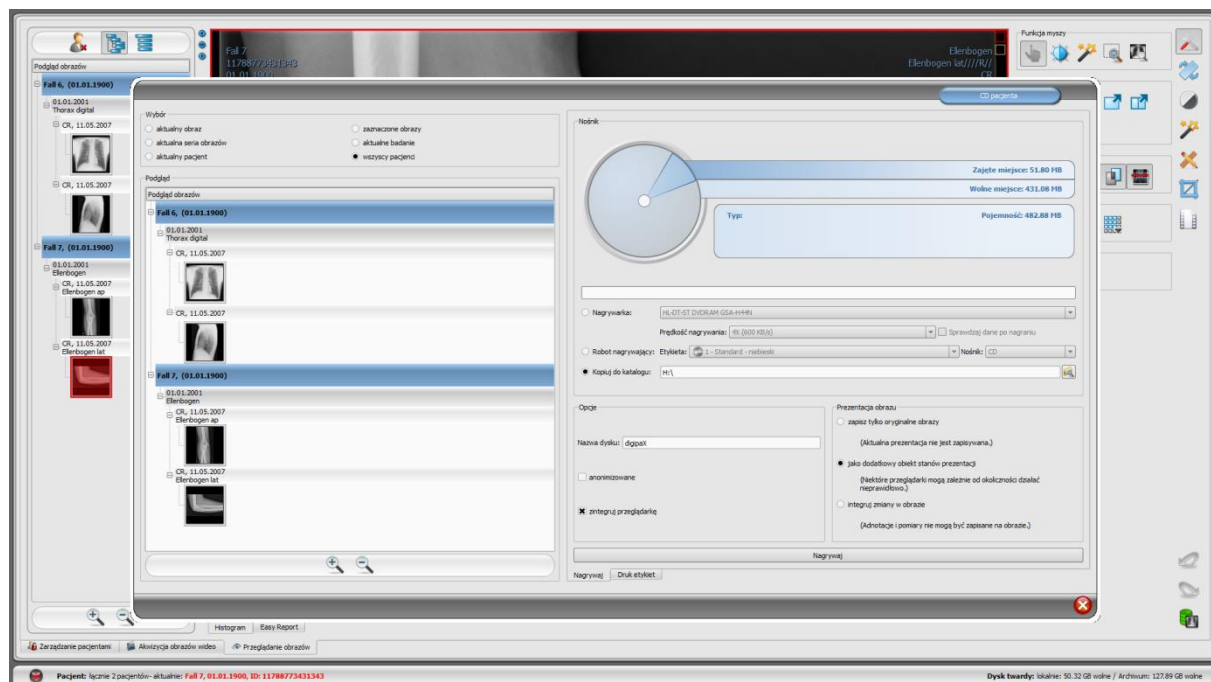 Fall 7
11788773431343
01.01.1900
Ellenbogen
Ellenbogen lat////R//
CR
Funkcja myszy
Podgląd obrazów
Fall 6, (01.01.1900)
01.01.2001
Thorax digital
CR, 11.05.2007
CR, 11.05.2007
Fall 7, (01.01.1900)
01.01.2001
Ellenbogen
CR, 11.05.2007
Ellenbogen ap
CR, 11.05.2007
Ellenbogen lat
CD pacjenta
Wybór
aktualny obraz
zaznaczone obrazy
aktualna seria obrazów
aktualne badanie
aktualny pacjent
wszyscy pacjenci
Podgląd
Podgląd obrazów
Fall 6, (01.01.1900)
01.01.2001
Thorax digital
CR, 11.05.2007
CR, 11.05.2007
Fall 7, (01.01.1900)
01.01.2001
Ellenbogen
CR, 11.05.2007
Ellenbogen ap
CR, 11.05.2007
Ellenbogen lat
Nośnik
Zajęte miejsce: 51.80 MB
Wolne miejsce: 431.08 MB
Typ: Pojemność: 482.88 MB
Nagrywarka: HL-DT-ST DVDRAM GSA-H44N
Prędkość nagrywania: 4X (600 KB/s) Sprawdzaj dane po nagraniu
Robot nagrywający: Etykieta: 1 - Standard - niebieski Nośnik: CD
Kopiuj do katalogu: H:\
Opcje
Nazwa dysku: digipaX
anonimizowane
zintegruj przeglądarkę
Prezentacja obrazu
zapisz tylko oryginalne obrazy
(Aktualna prezentacja nie jest zapisywana.)
jako dodatkowy obiekt stanów prezentacji
(Niektóre przeglądarki mogą zależnie od okoliczności działać
nieprawidłowo.)
integruj zmiany w obrazie
(Adnotacje i pomiary nie mogą być zapisane na obrazie.)
Nagrywaj
Nagrywaj Druk etykiet
Histogram Easy Report
Zarządzanie pacjentami Akwizycja obrazów wideo Przeglądanie obrazów
Pacjent: łącznie 2 pacjentów- aktualnie: Fall 7, 01.01.1900, ID: 11788773431343
Dysk twardy: lokalnie: 50.32 GB wolne / Archiwum: 127.89 GB wolne